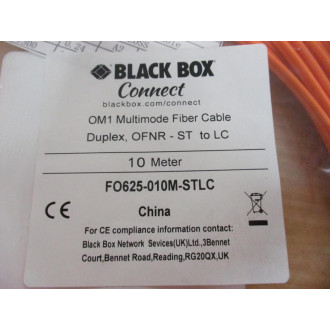 0.24
BLACK BOX
Connect
blackbox.com/connect
OM1 Multimode Fiber Cable
Duplex, OFNR - ST to LC
10 Meter
FO625-010M-STLC
CE
China
For CE compliance information contact:
Black Box Network Sevices(UK)Ltd.,3Bennet
Court,Bennet Road,Reading,RG20QX,UK